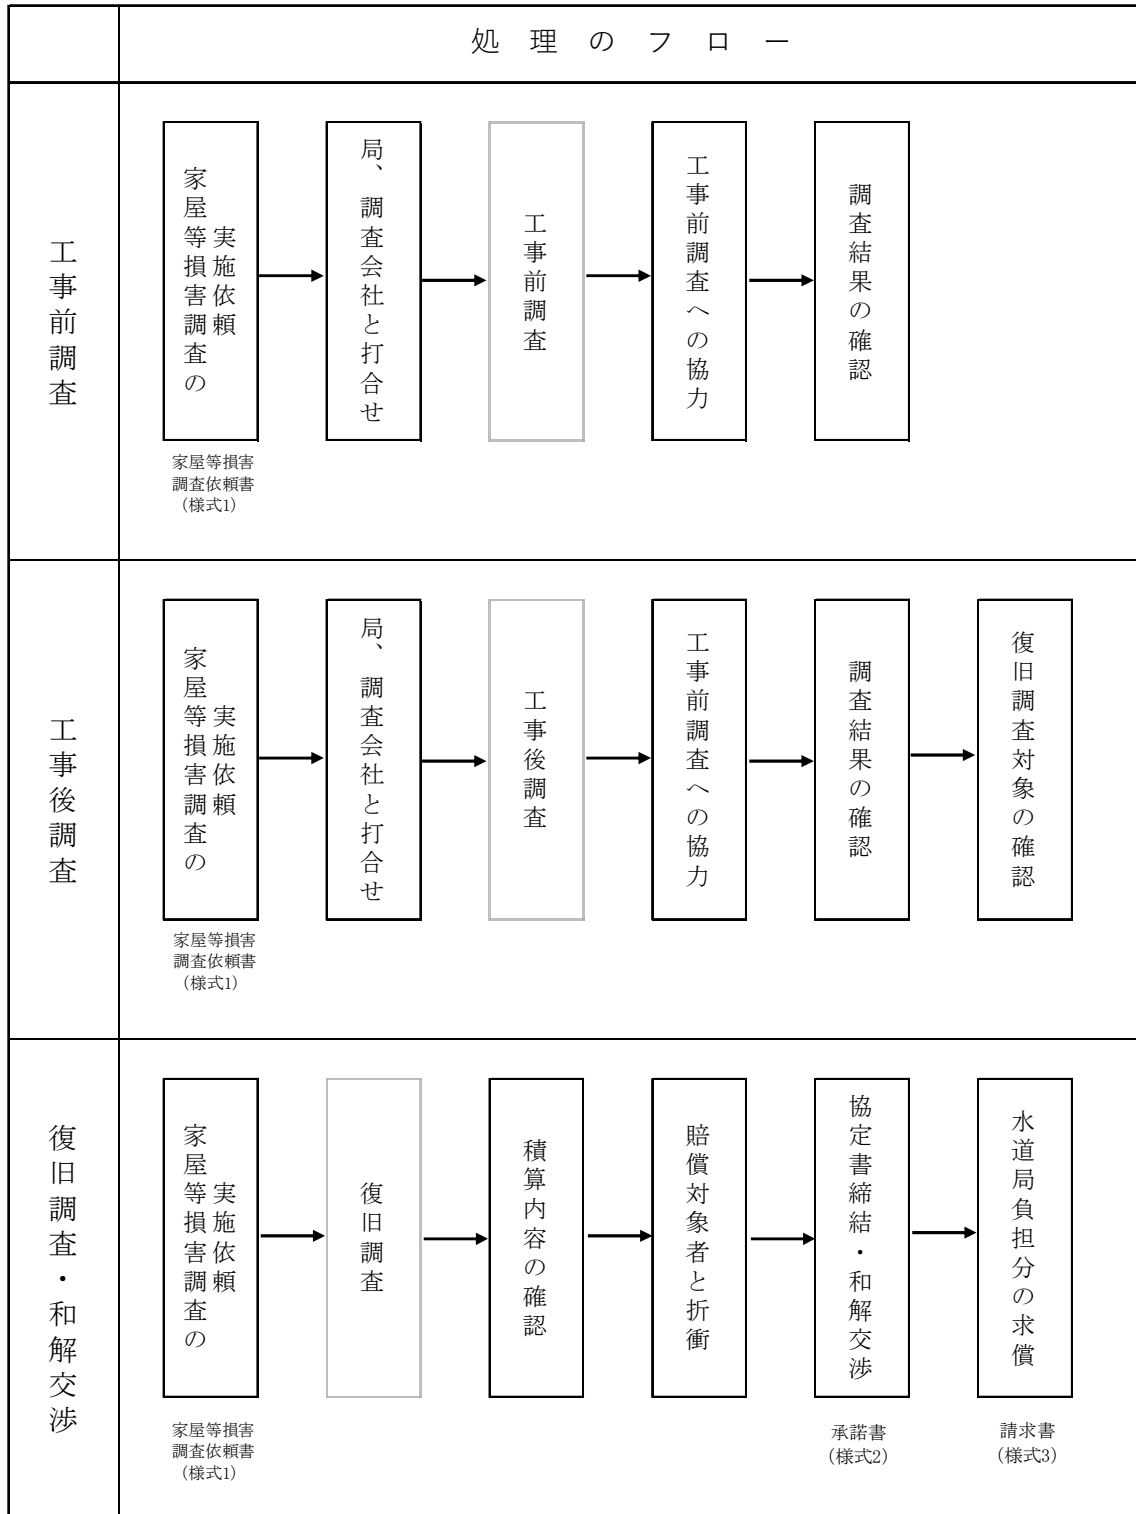 処理のフロー
工事前調査
家屋等損害調査の
実施依頼
局、調査会社と打合せ
工事前調査
工事前調査への協力
調査結果の確認
家屋等損害
調査依頼書
(様式1)
工事後調査
家屋等損害調査の
実施依頼
局、調査会社と打合せ
工事後調査
工事前調査への協力
調査結果の確認
復旧調査対象の確認
家屋等損害
調査依頼書
(様式1)
復旧調査・和解交渉
家屋等損害調査の
実施依頼
復旧調査
積算内容の確認
賠償対象者と折衝
協定書締結・和解交渉
水道局負担分の求償
家屋等損害
調査依頼書
(様式1)
承諾書
(様式2)
請求書
(様式3)